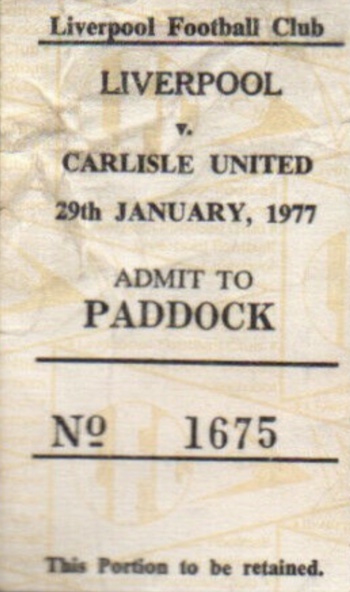 Liverpool Football Club
LIVERPOOL
v.
CARLISLE UNITED
29th JANUARY, 1977
ADMIT TO
PADDOCK
Nº 1675
This Portion to be retained.